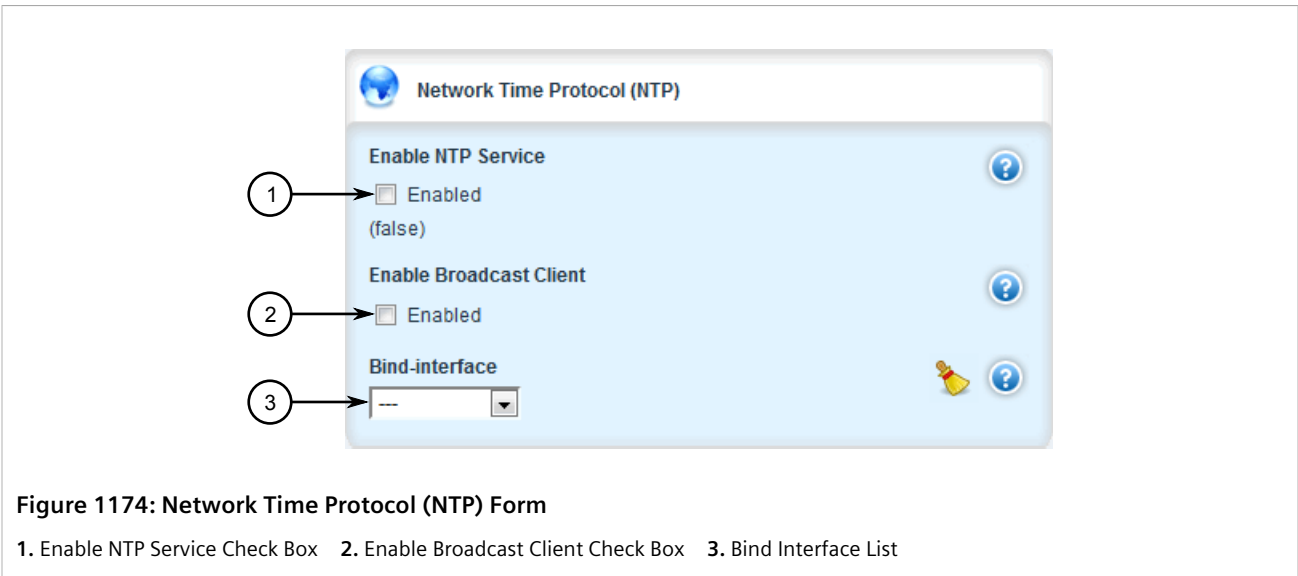 Network Time Protocol (NTP)
Enable NTP Service
?
1
Enabled
(false)
Enable Broadcast Client
?
2
Enabled
Bind-interface
?
3
---
Figure 1174: Network Time Protocol (NTP) Form
1. Enable NTP Service Check Box 2. Enable Broadcast Client Check Box 3. Bind Interface List